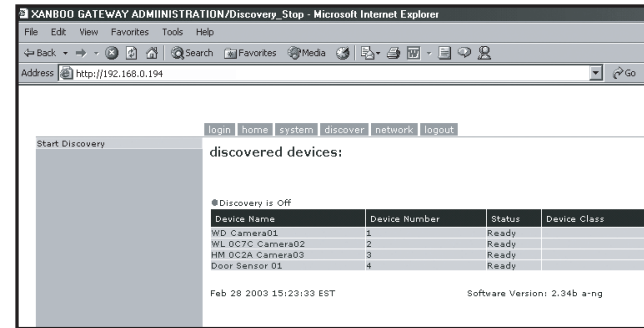 XANBOO GATEWAY ADMIINISTRATION/Discovery_Stop - Microsoft Internet Explorer
File Edit View Favorites Tools Help
Back Search Favorites Media
Address http://192.168.0.194 Go
login home system discover network logout
Start Discovery
discovered devices:
Discovery is Off
Device Name Device Number Status Device Class
WD Camera01 1 Ready
WL 0C7C Camera02 2 Ready
HM 0C2A Camera03 3 Ready
Door Sensor 01 4 Ready
Feb 28 2003 15:23:33 EST Software Version: 2.34b a-ng